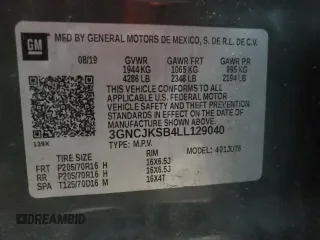 GM
MFD BY GENERAL MOTORS DE MEXICO, S. DE R.L. DE C.V.
08/19 GVWR GAWR FRT GAWR RR
1944 KG 1065 KG 995 KG
4286 LB 2348 LB 2194 LB
THIS VEHICLE CONFORMS TO ALL APPLICABLE U.S. FEDERAL MOTOR
VEHICLE SAFETY AND THEFT PREVENTION STANDARDS
IN EFFECT ON THE DATE OF MANUFACTURE SHOWN ABOVE.
3GNCJKSB4LL129040
TYPE: M.P.V. MODEL:
TIRE SIZE RIM
FRT P205/70R16 H 16X6.5J
RR P205/70R16 H 16X6.5J
SPA T125/70D16 M 16X4T
© DREAMBID